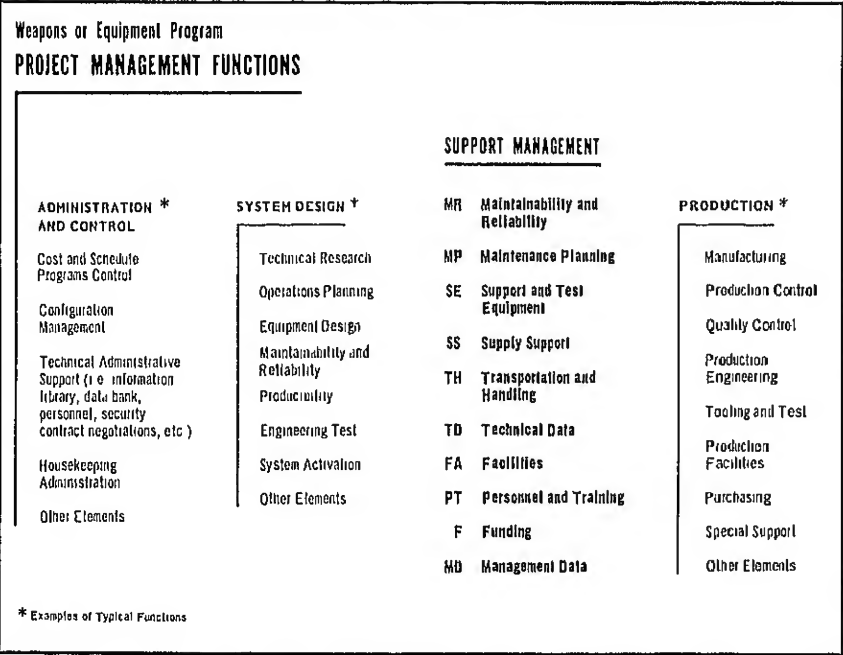 Weapons or Equipment Program
PROJECT MANAGEMENT FUNCTIONS
ADMINISTRATION *
AND CONTROL
Cost and Schedule
Programs Control
Configuration
Management
Technical Administrative
Support (i e information
library, data bank,
personnel, security
contract negotiations, etc )
Housekeeping
Administration
Other Elements
SYSTEM DESIGN †
Technical Research
Operations Planning
Equipment Design
Maintainability and
Reliability
Producibility
Engineering Test
System Activation
Other Elements
SUPPORT MANAGEMENT
MR Maintainability and
Reliability
MP Maintenance Planning
SE Support and Test
Equipment
SS Supply Support
TH Transportation and
Handling
TD Technical Data
FA Facilities
PT Personnel and Training
F Funding
MD Management Data
PRODUCTION *
Manufacturing
Production Control
Quality Control
Production
Engineering
Tooling and Test
Production
Facilities
Purchasing
Special Support
Other Elements
* Examples of Typical Functions